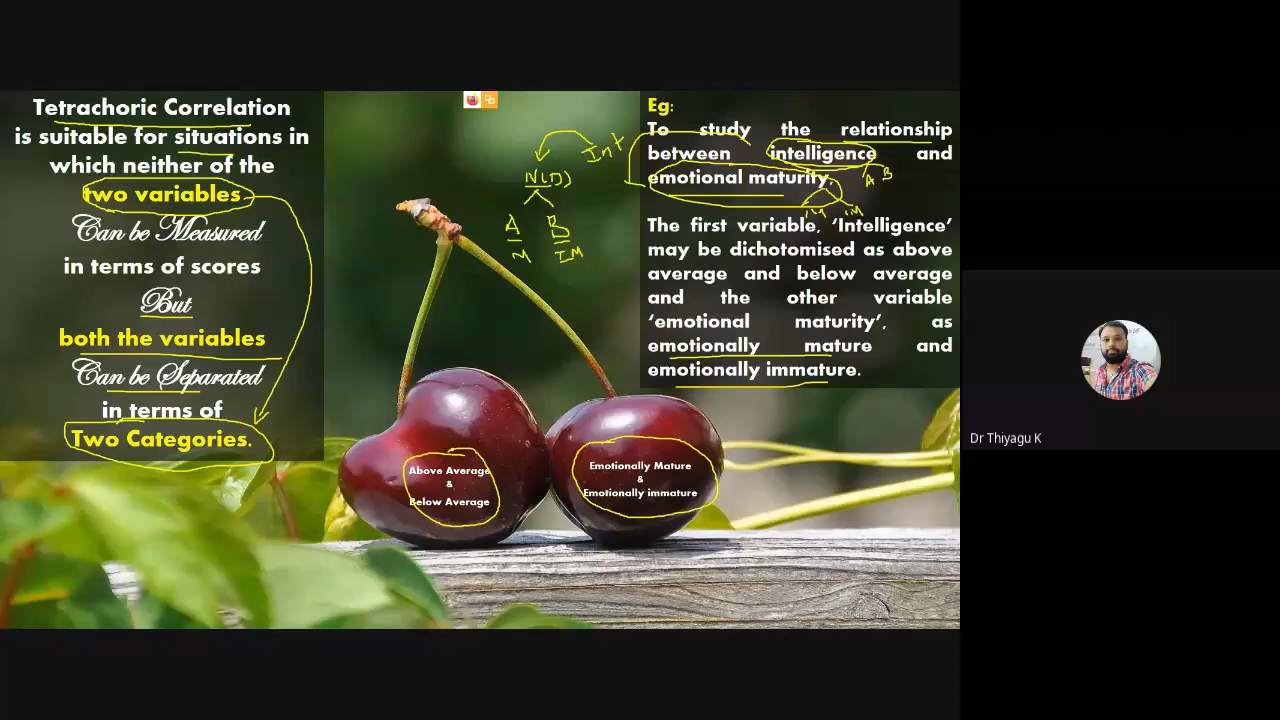 Tetrachoric Correlation
is suitable for situations in
which neither of the
two variables
Can be Measured
in terms of scores
But
both the variables
Can be Separated
in terms of
Two Categories.
Int
N(D)
A B
M IM
Above Average
&
Below Average
Emotionally Mature
&
Emotionally immature
Eg:
To study the relationship
between intelligence and
emotional maturity.
A B
The first variable, ‘Intelligence’
may be dichotomised as above
average and below average
and the other variable
‘emotional maturity’, as
emotionally mature and
emotionally immature.
Dr Thiyagu K